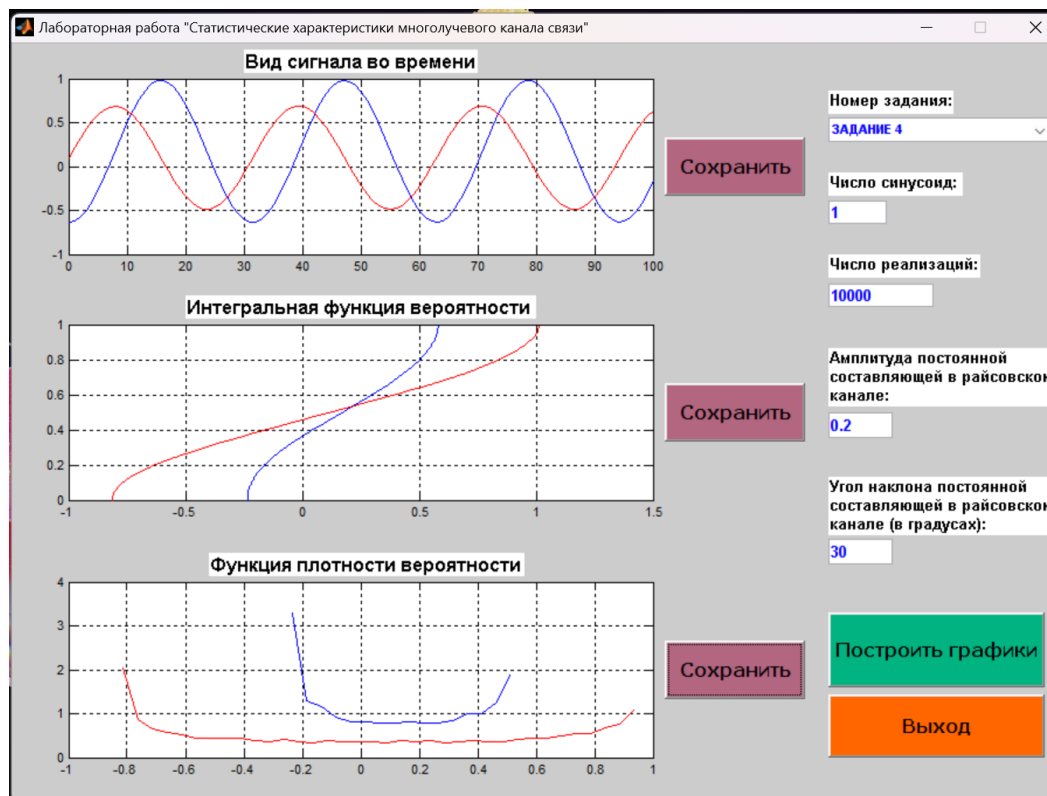 Лабораторная работа "Статистические характеристики многолучевого канала связи"
Вид сигнала во времени
1
0.5
0
-0.5
-1
0 10 20 30 40 50 60 70 80 90 100
Сохранить
Интегральная функция вероятности
1
0.8
0.6
0.4
0.2
0
-1 -0.5 0 0.5 1 1.5
Сохранить
Функция плотности вероятности
4
3
2
1
0
-1 -0.8 -0.6 -0.4 -0.2 0 0.2 0.4 0.6 0.8 1
Сохранить
Номер задания:
ЗАДАНИЕ 4
Число синусоид:
1
Число реализаций:
10000
Амплитуда постоянной
составляющей в райсовскок
канале:
0.2
Угол наклона постоянной
составляющей в райсовскок
канале (в градусах):
30
Построить графики
Выход